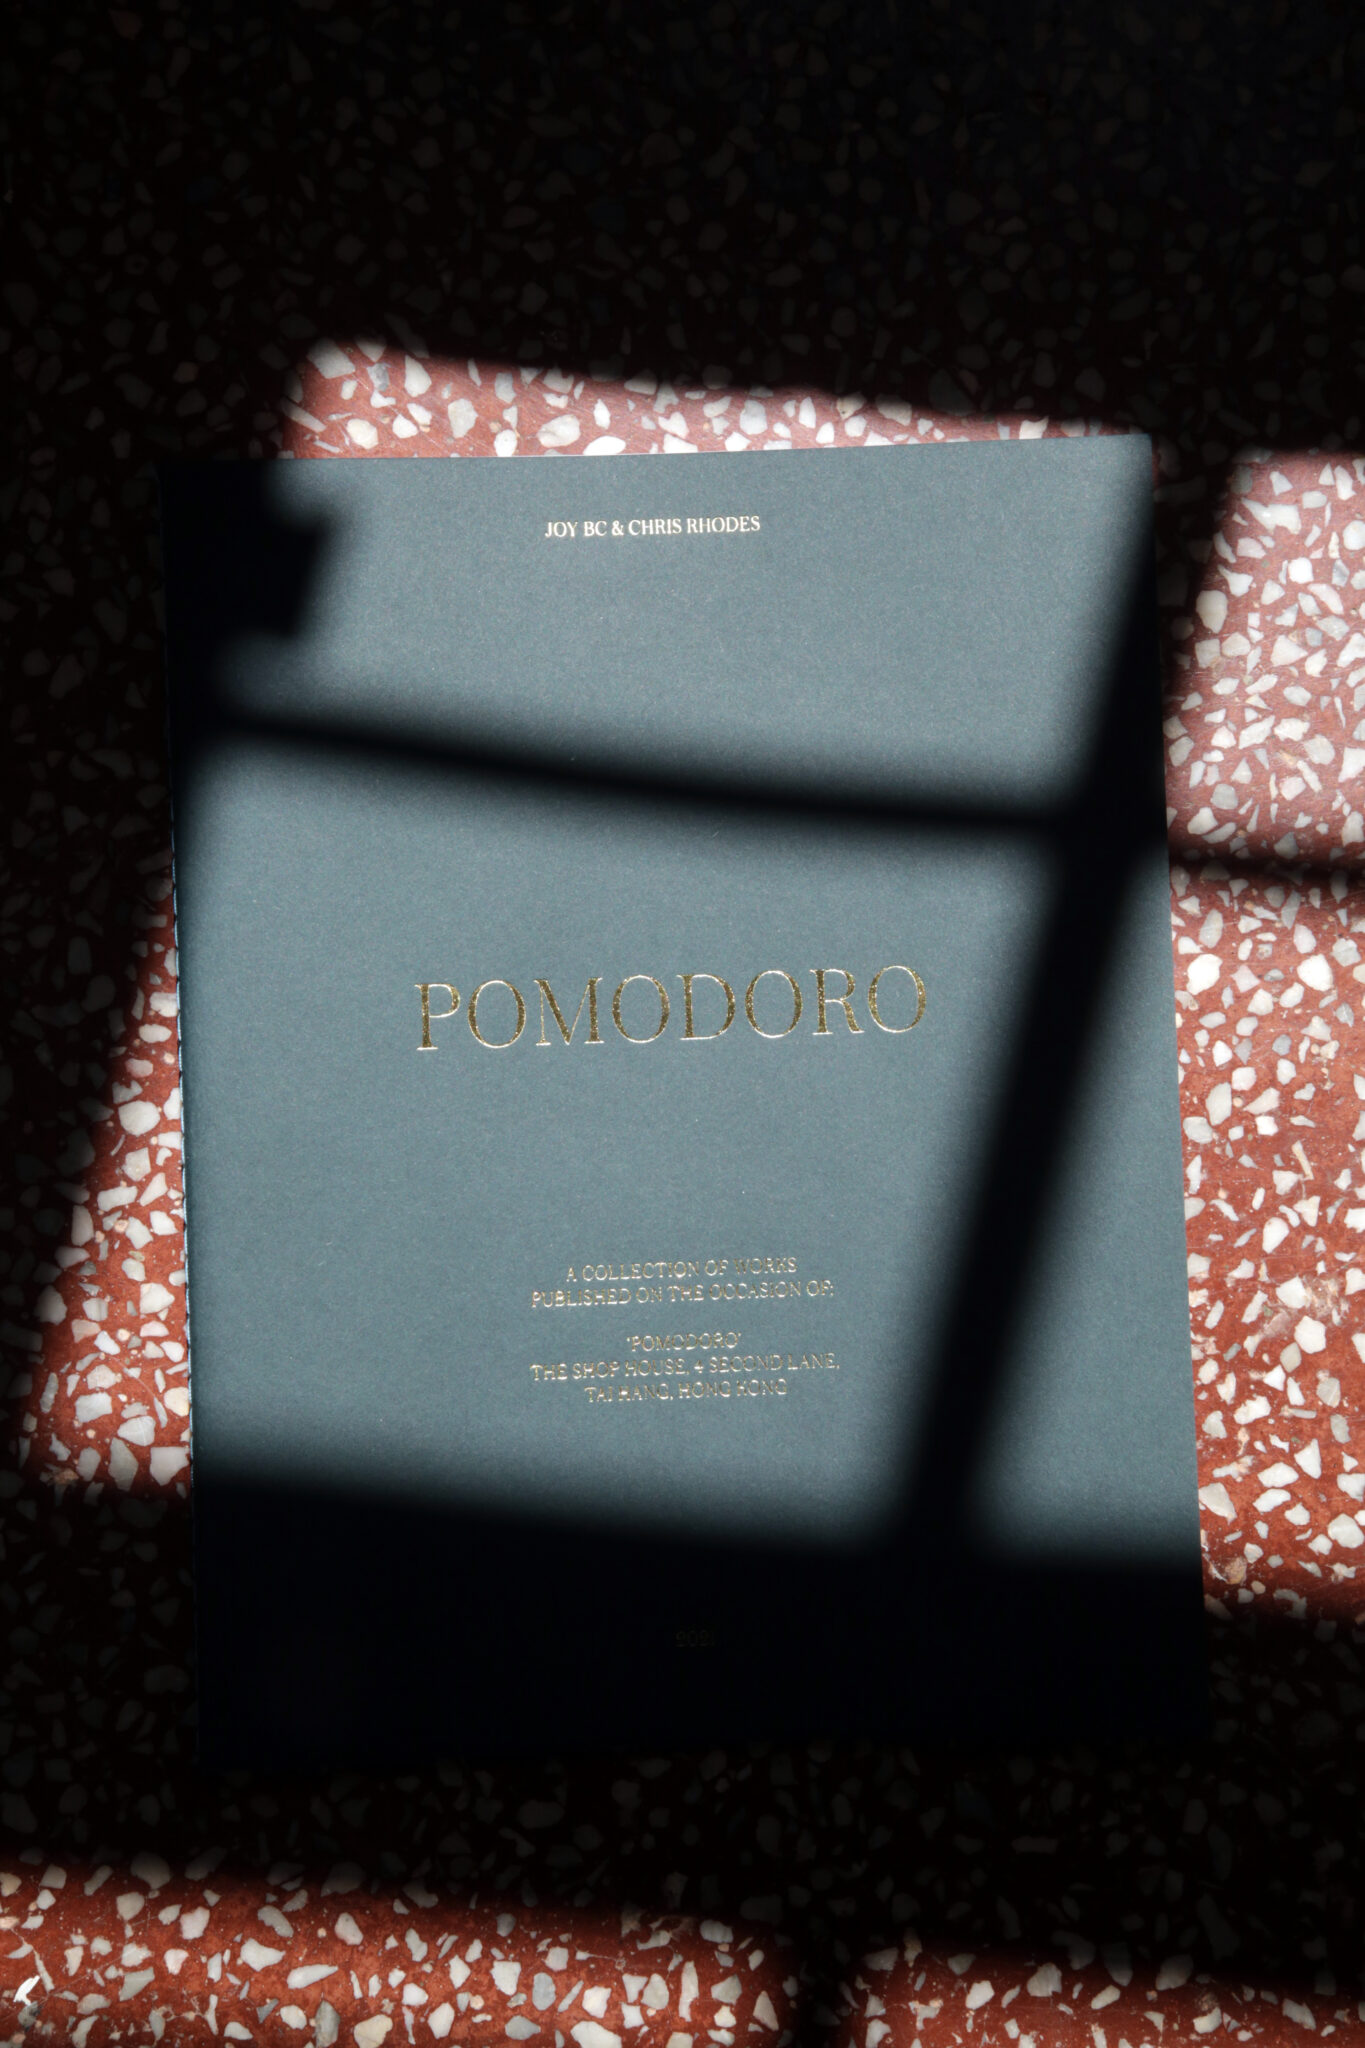 JOY BC & CHRIS RHODES
POMODORO
A COLLECTION OF WORKS
PUBLISHED ON THE OCCASION OF:
'POMODORO'
THE SHOP HOUSE, 4 SECOND LANE,
TAI HANG, HONG KONG
2021